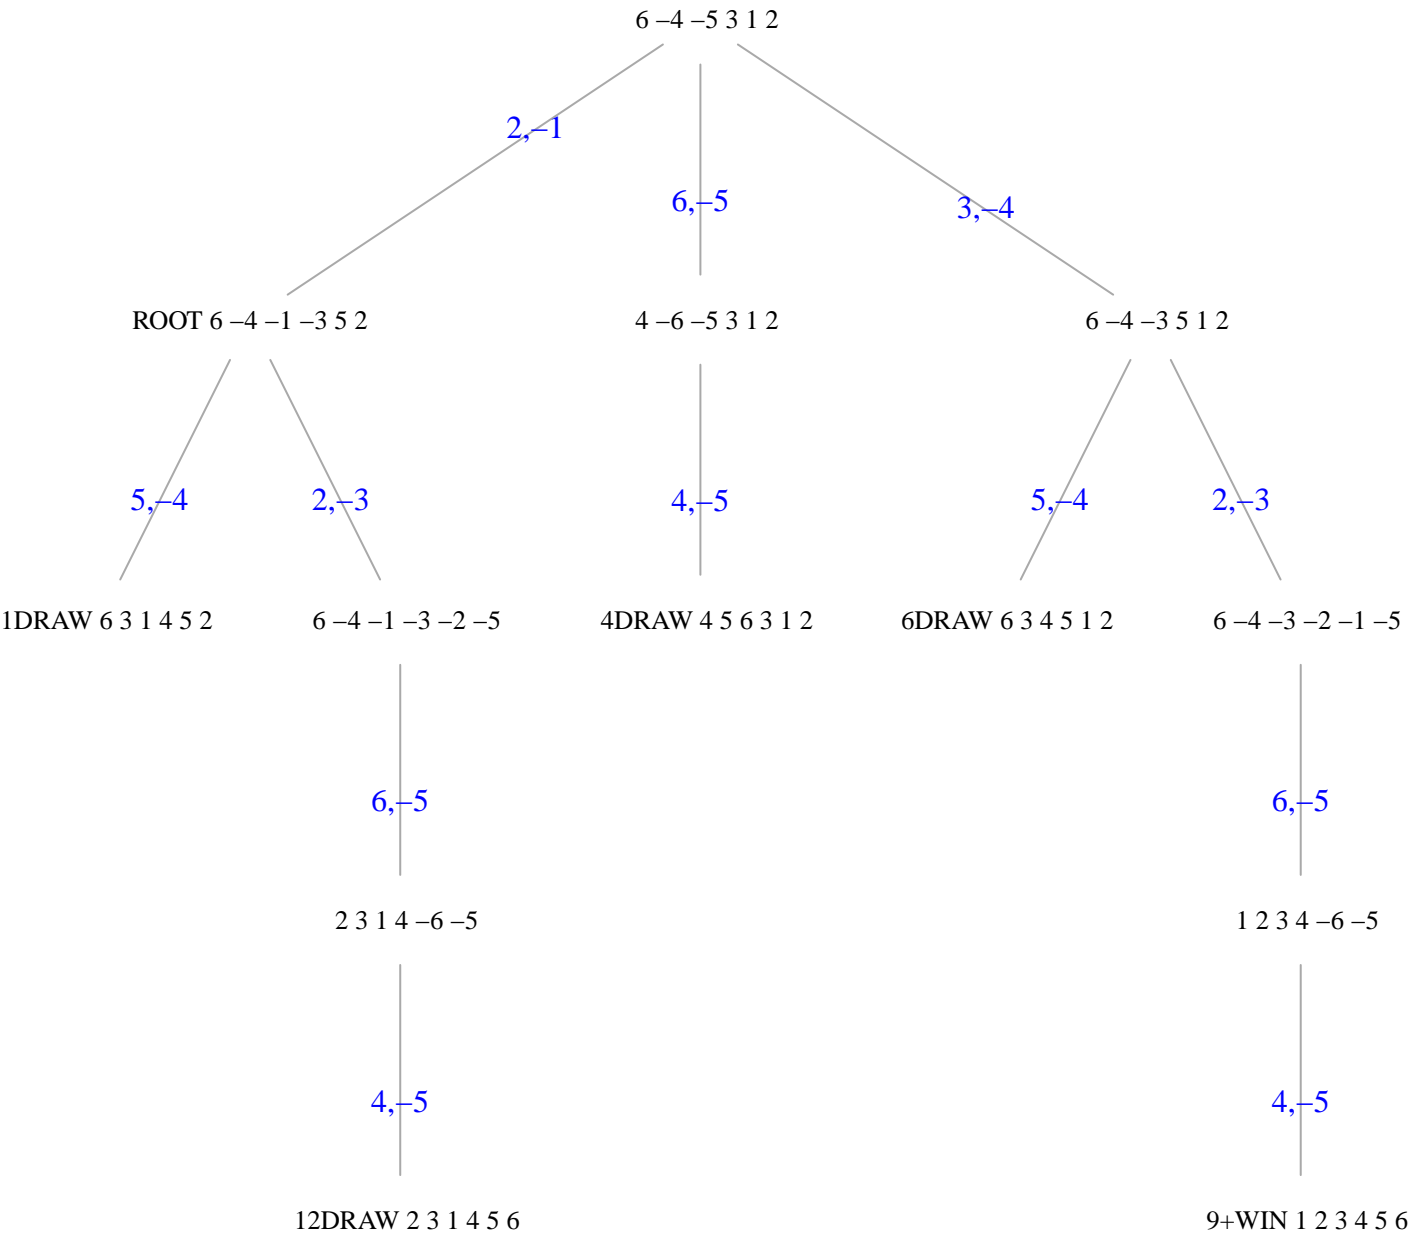 6 –4 –5 3 1 2
2,–1
6,–5
3,–4
ROOT 6 –4 –1 –3 5 2
4 –6 –5 3 1 2
6 –4 –3 5 1 2
5,–4
2,–3
4,–5
5,–4
2,–3
1DRAW 6 3 1 4 5 2
6 –4 –1 –3 –2 –5
4DRAW 4 5 6 3 1 2
6DRAW 6 3 4 5 1 2
6 –4 –3 –2 –1 –5
6,–5
6,–5
2 3 1 4 –6 –5
1 2 3 4 –6 –5
4,–5
4,–5
12DRAW 2 3 1 4 5 6
9+WIN 1 2 3 4 5 6